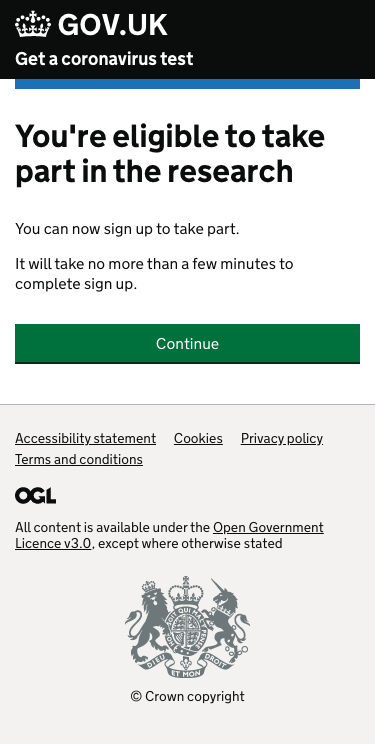 GOV.UK
Get a coronavirus test
You're eligible to take
part in the research
You can now sign up to take part.
It will take no more than a few minutes to
complete sign up.
Continue
Accessibility statement Cookies Privacy policy
Terms and conditions
OGL
All content is available under the Open Government
Licence v3.0, except where otherwise stated
DIEU ET MON DROIT
© Crown copyright